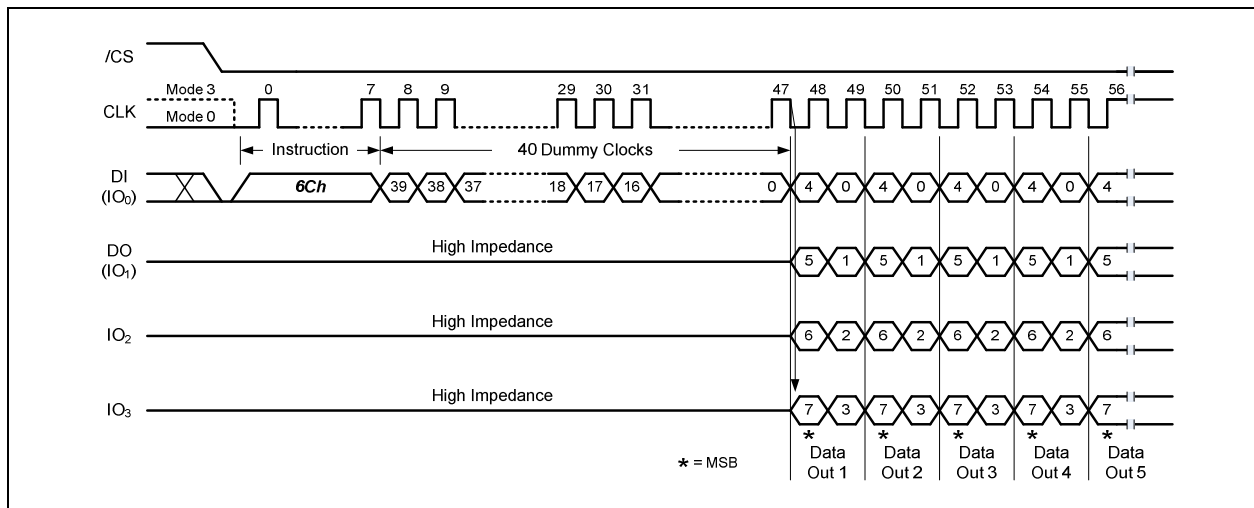 /CS
Mode 3 0 7 8 9 29 30 31 47 48 49 50 51 52 53 54 55 56
CLK
Mode 0
Instruction 40 Dummy Clocks
DI
(IO0)
6Ch 39 38 37 18 17 16 0 4 0 4 0 4 0 4 0 4
High Impedance
DO
(IO1)
5 1 5 1 5 1 5 1 5
High Impedance
IO2
6 2 6 2 6 2 6 2 6
High Impedance
IO3
7 3 7 3 7 3 7 3 7
* * * * *
* = MSB
Data Out 1
Data Out 2
Data Out 3
Data Out 4
Data Out 5